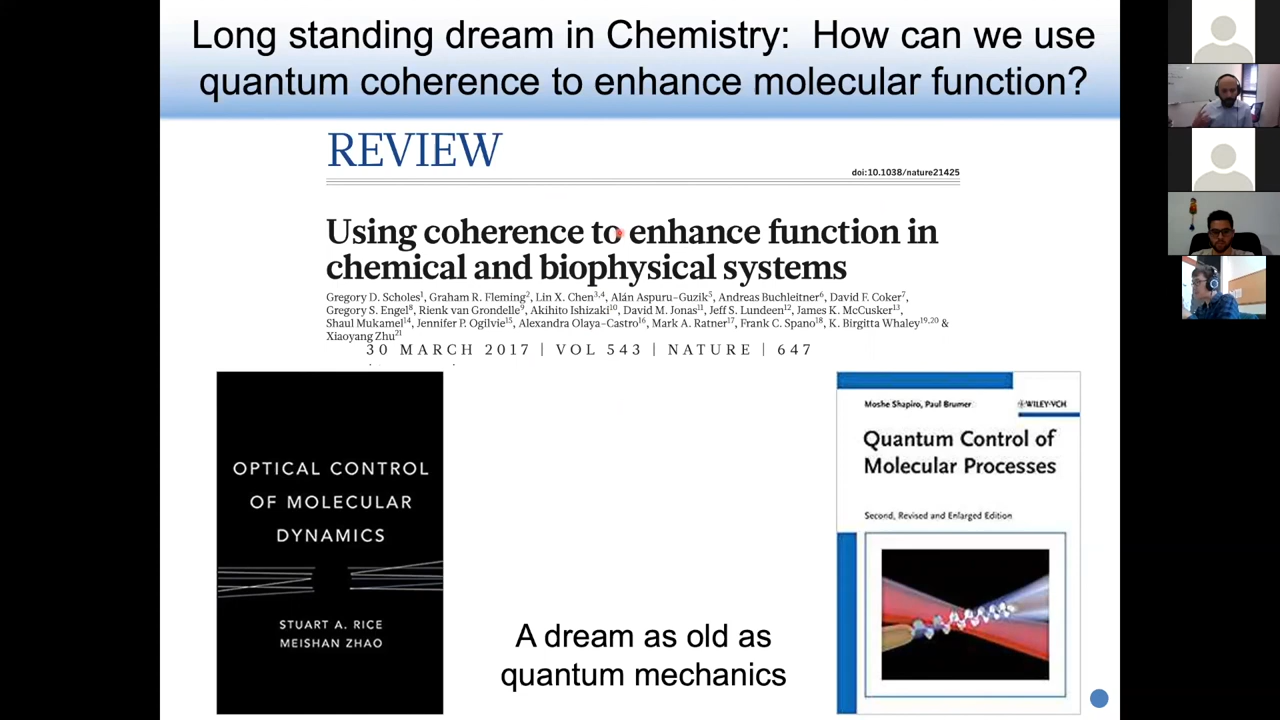 Long standing dream in Chemistry: How can we use
quantum coherence to enhance molecular function?
REVIEW
doi:10.1038/nature21425
Using coherence to enhance function in
chemical and biophysical systems
Gregory D. Scholes1, Graham R. Fleming2, Lin X. Chen3,4, Alán Aspuru-Guzik5, Andreas Buchleitner6, David F. Coker7,
Gregory S. Engel8, Rienk van Grondelle9, Akihito Ishizaki10, David M. Jonas11, Jeff S. Lundeen12, James K. McCusker13,
Shaul Mukamel14, Jennifer P. Ogilvie15, Alexandra Olaya-Castro16, Mark A. Ratner17, Frank C. Spano18, K. Birgitta Whaley19,20 &
Xiaoyang Zhu21
30 MARCH 2017 | VOL 543 | NATURE | 647
OPTICAL CONTROL
OF MOLECULAR
DYNAMICS
STUART A. RICE
MEISHAN ZHAO
A dream as old as
quantum mechanics
Moshe Shapiro, Paul Brumer
WILEY-VCH
Quantum Control of
Molecular Processes
Second, Revised and Enlarged Edition